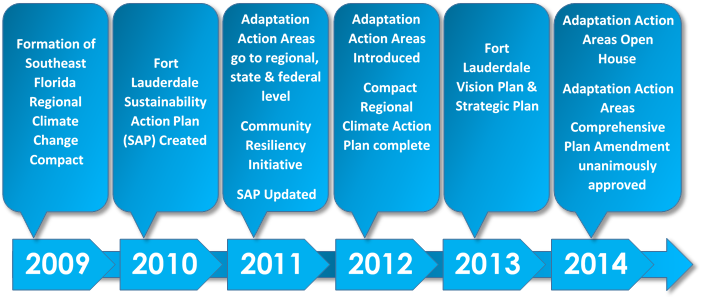 Formation of
Southeast
Florida
Regional
Climate
Change
Compact
Fort
Lauderdale
Sustainability
Action Plan
(SAP) Created
Adaptation
Action Areas
go to regional,
state & federal
level
Community
Resiliency
Initiative
SAP Updated
Adaptation
Action Areas
Introduced
Compact
Regional
Climate Action
Plan complete
Fort
Lauderdale
Vision Plan &
Strategic Plan
Adaptation Action
Areas Open
House
Adaptation Action
Areas
Comprehensive
Plan Amendment
unanimously
approved
2009
2010
2011
2012
2013
2014